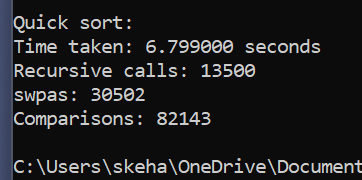 Quick sort:
Time taken: 6.799000 seconds
Recursive calls: 13500
swpas: 30502
Comparisons: 82143
C:\Users\skeha\OneDrive\Document